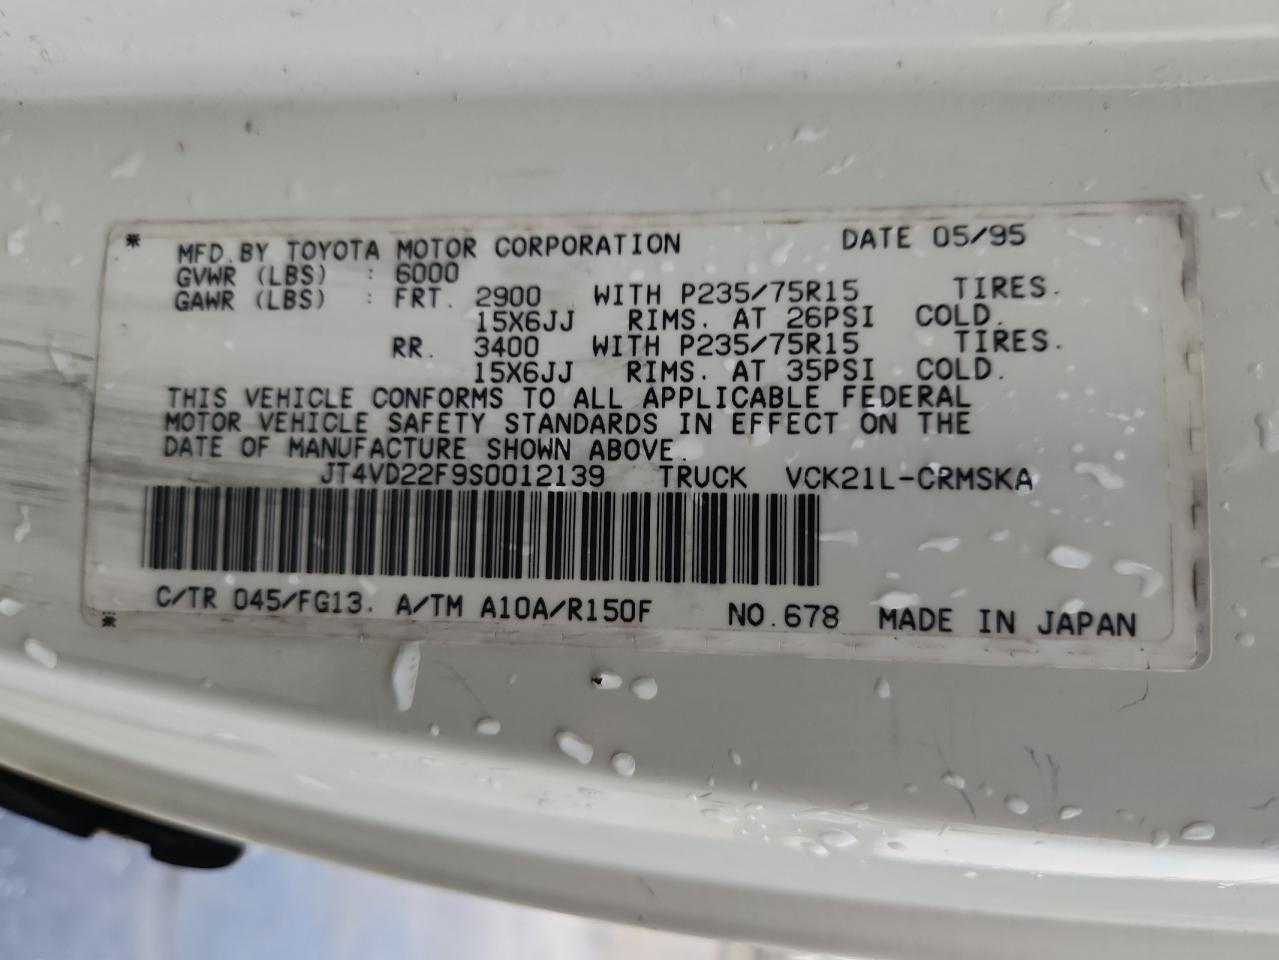 MFD.BY TOYOTA MOTOR CORPORATION DATE 05/95
GVWR (LBS) : 6000
GAWR (LBS) : FRT. 2900 WITH P235/75R15 TIRES.
15X6JJ RIMS. AT 26PSI COLD.
RR. 3400 WITH P235/75R15 TIRES.
15X6JJ RIMS. AT 35PSI COLD.
THIS VEHICLE CONFORMS TO ALL APPLICABLE FEDERAL
MOTOR VEHICLE SAFETY STANDARDS IN EFFECT ON THE
DATE OF MANUFACTURE SHOWN ABOVE.
JT4VD22F9S0012139 TRUCK VCK21L-CRMSKA
C/TR 045/FG13. A/TM A10A/R150F NO.678 MADE IN JAPAN